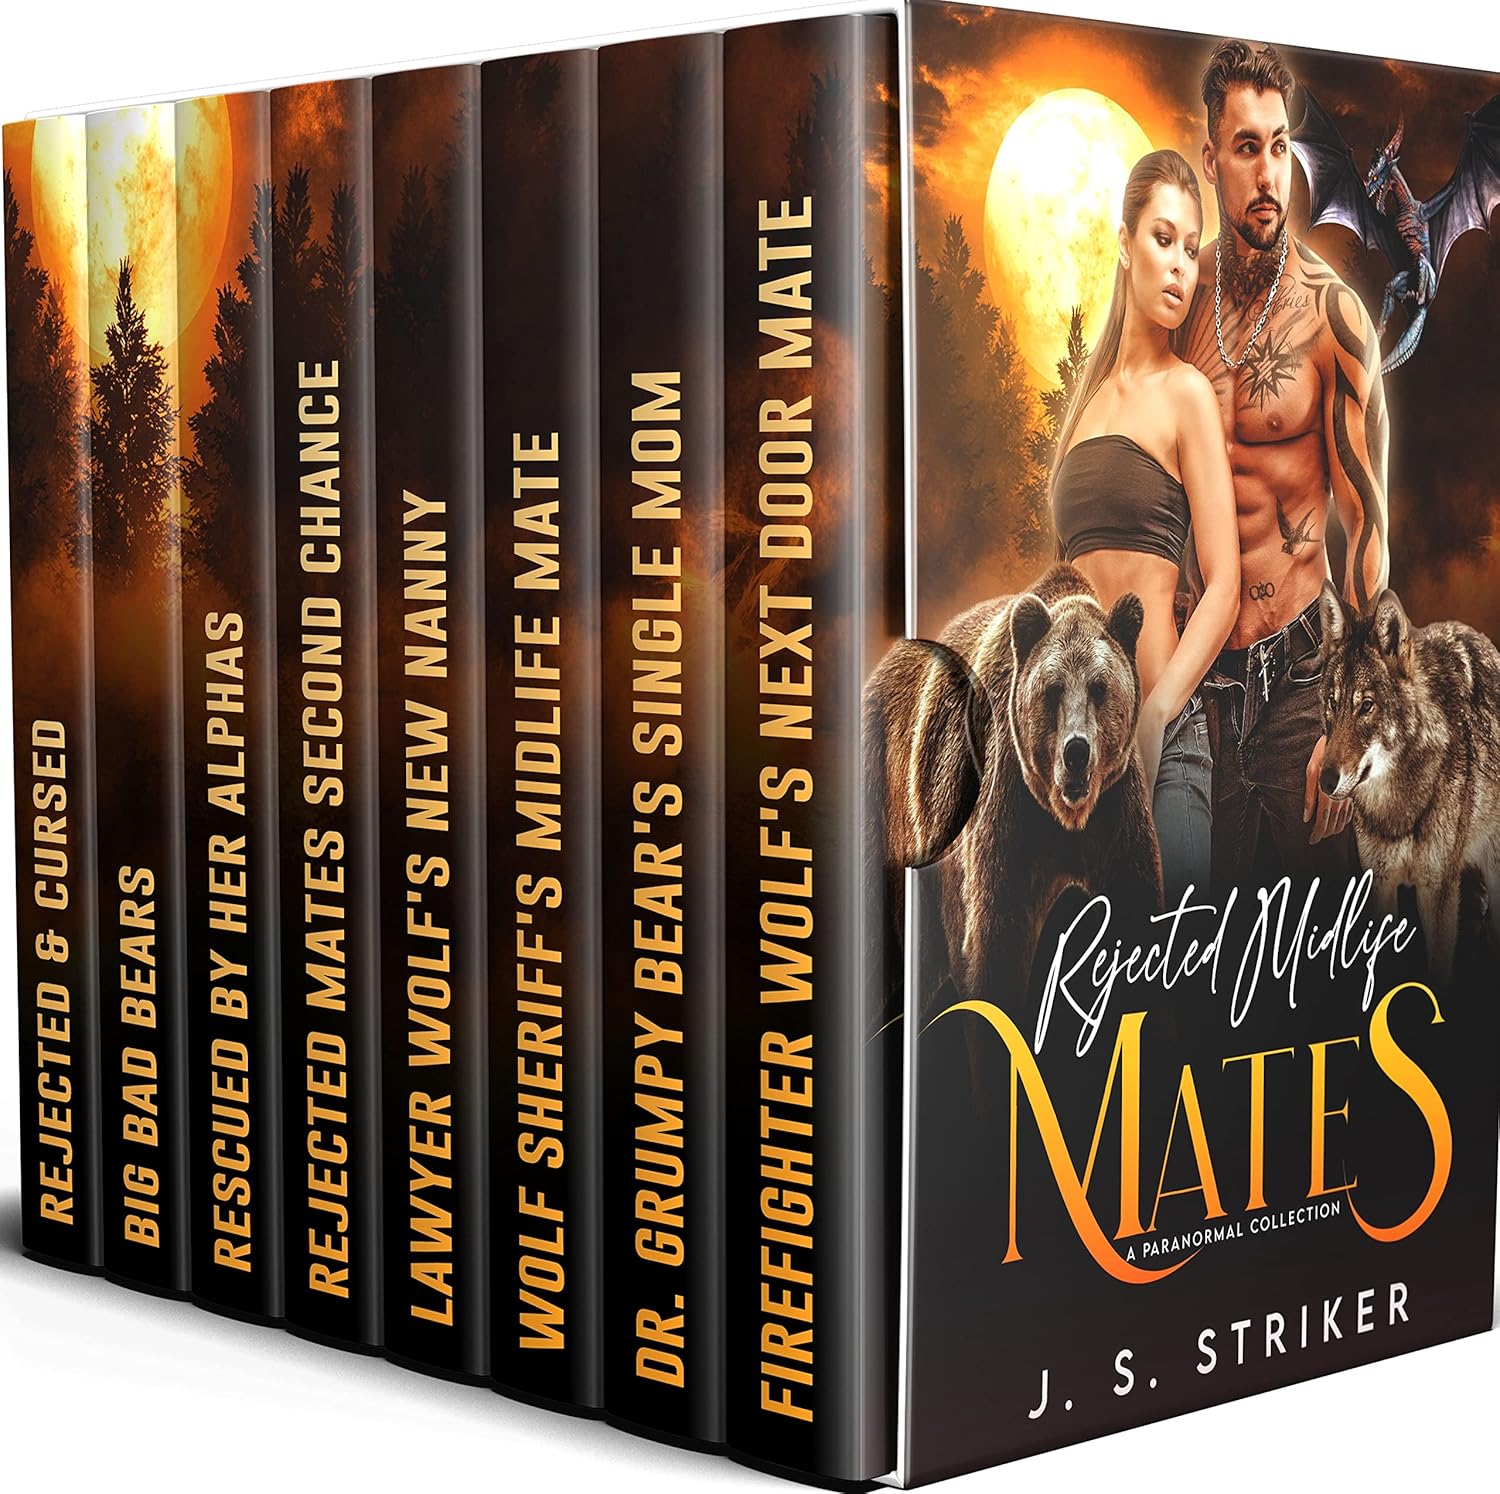 REJECTED & CURSED
BIG BAD BEARS
RESCUED BY HER ALPHAS
REJECTED MATES SECOND CHANCE
LAWYER WOLF'S NEW NANNY
WOLF SHERIFF'S MIDLIFE MATE
DR. GRUMPY BEAR'S SINGLE MOM
FIREFIGHTER WOLF'S NEXT DOOR MATE
Rejected Midlife
MATES
A PARANORMAL COLLECTION
J. S. STRIKER